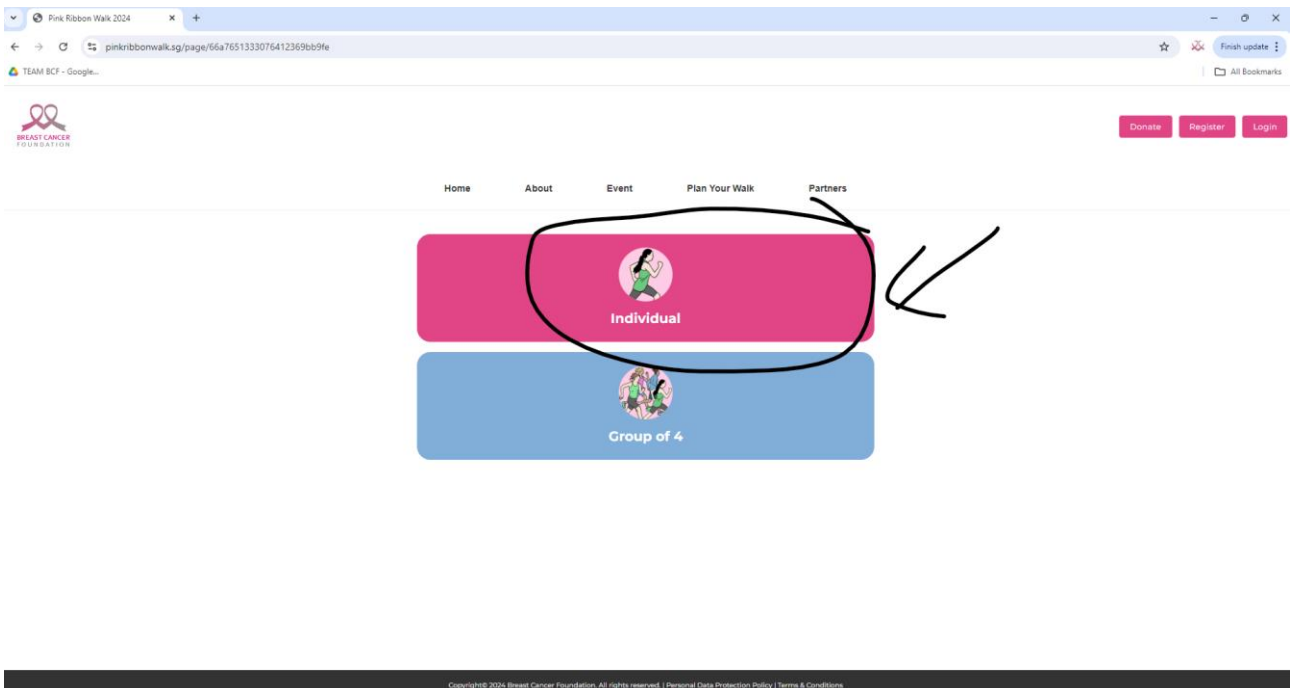 Pink Ribbon Walk 2024
pinkribbonwalk.sg/page/66a7651333076412369bb9fe
Finish update
TEAM BCF - Google...
All Bookmarks
BREAST CANCER
FOUNDATION
Donate Register Login
Home About Event Plan Your Walk Partners
Individual
Group of 4
Copyright© 2024 Breast Cancer Foundation. All rights reserved. | Personal Data Protection Policy | Terms & Conditions